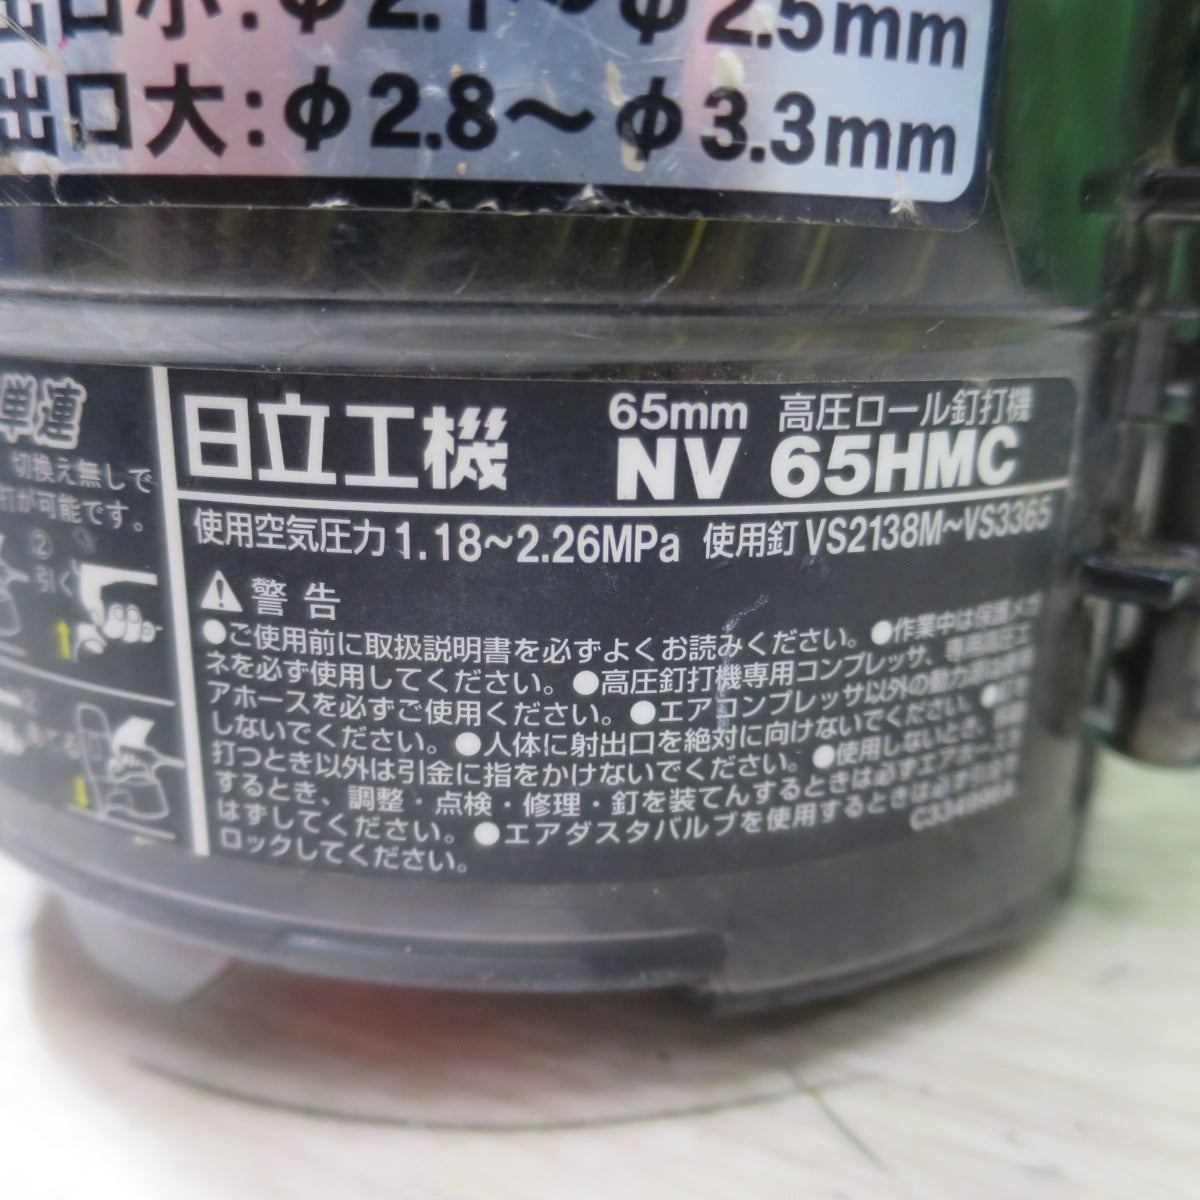 出口小:φ2.1〜φ2.5mm
出口大:φ2.8〜φ3.3mm
単連
切換え無しで
打が可能です。
②
引く
日立工機
65mm 高圧ロール釘打機
NV 65HMC
使用空気圧力1.18〜2.26MPa 使用釘VS2138M〜VS3365
警告
●ご使用前に取扱説明書を必ずよくお読みください。●作業中は保護メガ
ネを必ず使用してください。●高圧釘打機専用コンプレッサ、専用高圧エ
アホースを必ずご使用ください。●エアコンプレッサ以外の動力源は使用
しないでください。●人体に射出口を絶対に向けないでください。
打つとき以外は引金に指をかけないでください。●使用しないとき、
するとき、調整・点検・修理・釘を装てんするときは必ずエアホースを
はずしてください。●エアダスタバルブを使用するときは必ず引金を
ロックしてください。